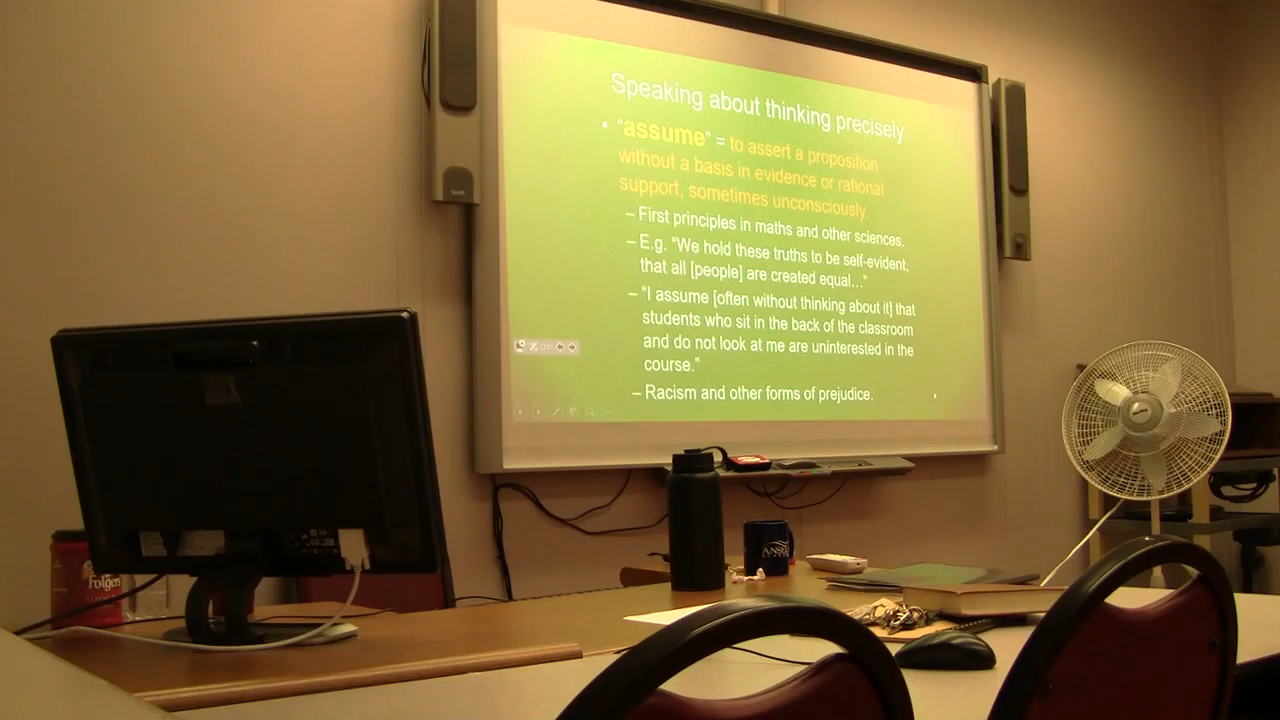 Speaking about thinking precisely
• "assume" = to assert a proposition
without a basis in evidence or rational
support, sometimes unconsciously.
– First principles in maths and other sciences.
– E.g. "We hold these truths to be self-evident,
that all [people] are created equal…"
– "I assume [often without thinking about it] that
students who sit in the back of the classroom
and do not look at me are uninterested in the
course."
– Racism and other forms of prejudice.
Folgers